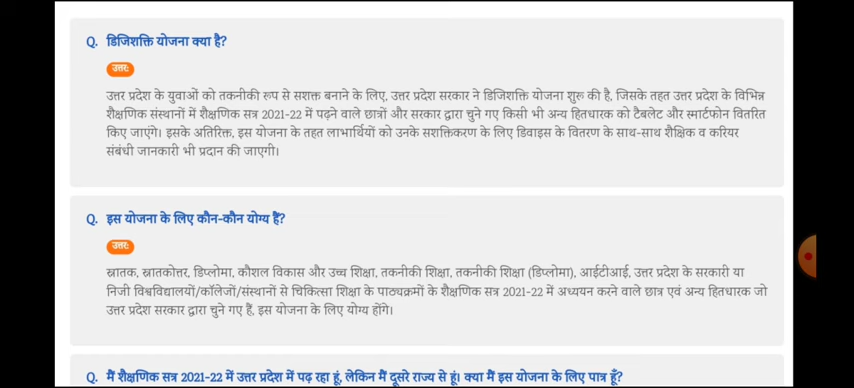 Q. डिजिशक्ति योजना क्या है?
उत्तर:
उत्तर प्रदेश के युवाओं को तकनीकी रूप से सशक्त बनाने के लिए, उत्तर प्रदेश सरकार ने डिजिशक्ति योजना शुरू की है, जिसके तहत उत्तर प्रदेश के विभिन्न
शैक्षणिक संस्थानों में शैक्षणिक सत्र 2021-22 में पढ़ने वाले छात्रों और सरकार द्वारा चुने गए किसी भी अन्य हितधारक को टैबलेट और स्मार्टफोन वितरित
किए जाएंगे। इसके अतिरिक्त, इस योजना के तहत लाभार्थियों को उनके सशक्तिकरण के लिए डिवाइस के वितरण के साथ-साथ शैक्षिक व करियर
संबंधी जानकारी भी प्रदान की जाएगी।
Q. इस योजना के लिए कौन-कौन योग्य हैं?
उत्तर:
स्नातक, स्नातकोत्तर, डिप्लोमा, कौशल विकास और उच्च शिक्षा, तकनीकी शिक्षा, तकनीकी शिक्षा (डिप्लोमा), आईटीआई, उत्तर प्रदेश के सरकारी या
निजी विश्वविद्यालयों/कॉलेजों/संस्थानों से चिकित्सा शिक्षा के पाठ्यक्रमों के शैक्षणिक सत्र 2021-22 में अध्ययन करने वाले छात्र एवं अन्य हितधारक जो
उत्तर प्रदेश सरकार द्वारा चुने गए हैं, इस योजना के लिए योग्य होंगे।
Q. मैं शैक्षणिक सत्र 2021-22 में उत्तर प्रदेश में पढ़ रहा हूं, लेकिन मैं दूसरे राज्य से हूं। क्या मैं इस योजना के लिए पात्र हूँ?